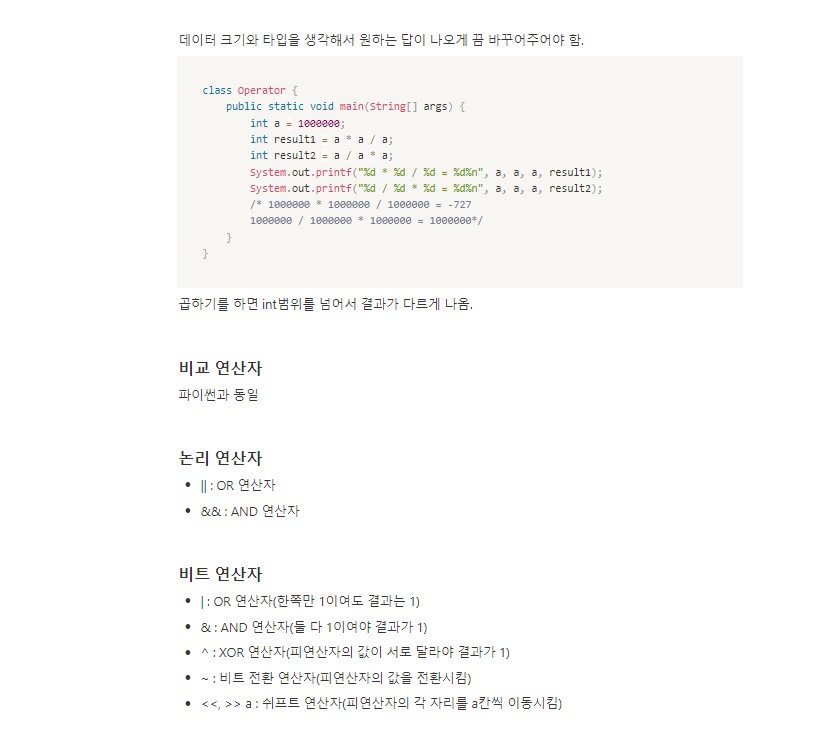 데이터 크기와 타입을 생각해서 원하는 답이 나오게 끔 바꾸어주어야 함.
class Operator {
public static void main(String[] args) {
int a = 1000000;
int result1 = a * a / a;
int result2 = a / a * a;
System.out.printf("%d * %d / %d = %d%n", a, a, a, result1);
System.out.printf("%d / %d * %d = %d%n", a, a, a, result2);
/* 1000000 * 1000000 / 1000000 = -727
1000000 / 1000000 * 1000000 = 1000000*/
}
}
곱하기를 하면 int범위를 넘어서 결과가 다르게 나옴.
비교 연산자
파이썬과 동일
논리 연산자
• || : OR 연산자
• && : AND 연산자
비트 연산자
• | : OR 연산자(한쪽만 1이여도 결과는 1)
• & : AND 연산자(둘 다 1이여야 결과가 1)
• ^ : XOR 연산자(피연산자의 값이 서로 달라야 결과가 1)
• ~ : 비트 전환 연산자(피연산자의 값을 전환시킴)
• <<, >> a : 쉬프트 연산자(피연산자의 각 자리를 a칸씩 이동시킴)